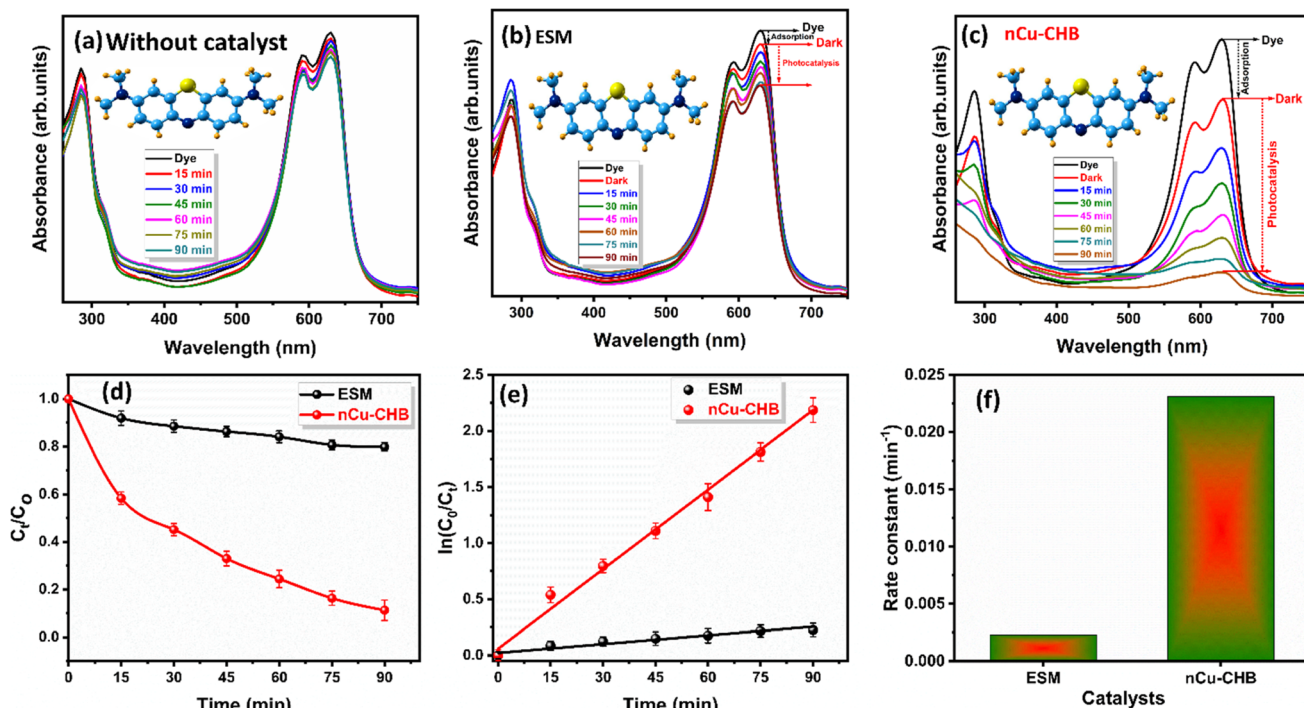 (a) Without catalyst
Absorbance (arb.units)
Dye
15 min
30 min
45 min
60 min
75 min
90 min
300 400 500 600 700
Wavelength (nm)
(b) ESM
Dye
Adsorption
Dark
Photocatalysis
Absorbance (arb.units)
Dye
Dark
15 min
30 min
45 min
60 min
75 min
90 min
300 400 500 600 700
Wavelength (nm)
(c) nCu-CHB
Dye
Adsorption
Dark
Photocatalysis
Absorbance (arb.units)
Dye
Dark
15 min
30 min
45 min
60 min
75 min
90 min
300 400 500 600 700
Wavelength (nm)
(d)
ESM
nCu-CHB
Ct/Co
1.0
0.8
0.6
0.4
0.2
0.0
0 15 30 45 60 75 90
Time (min)
(e)
ESM
nCu-CHB
ln(C0/Ct)
2.5
2.0
1.5
1.0
0.5
0.0
0 15 30 45 60 75 90
Time (min)
(f)
Rate constant (min-1)
0.025
0.020
0.015
0.010
0.005
0.000
ESM nCu-CHB
Catalysts